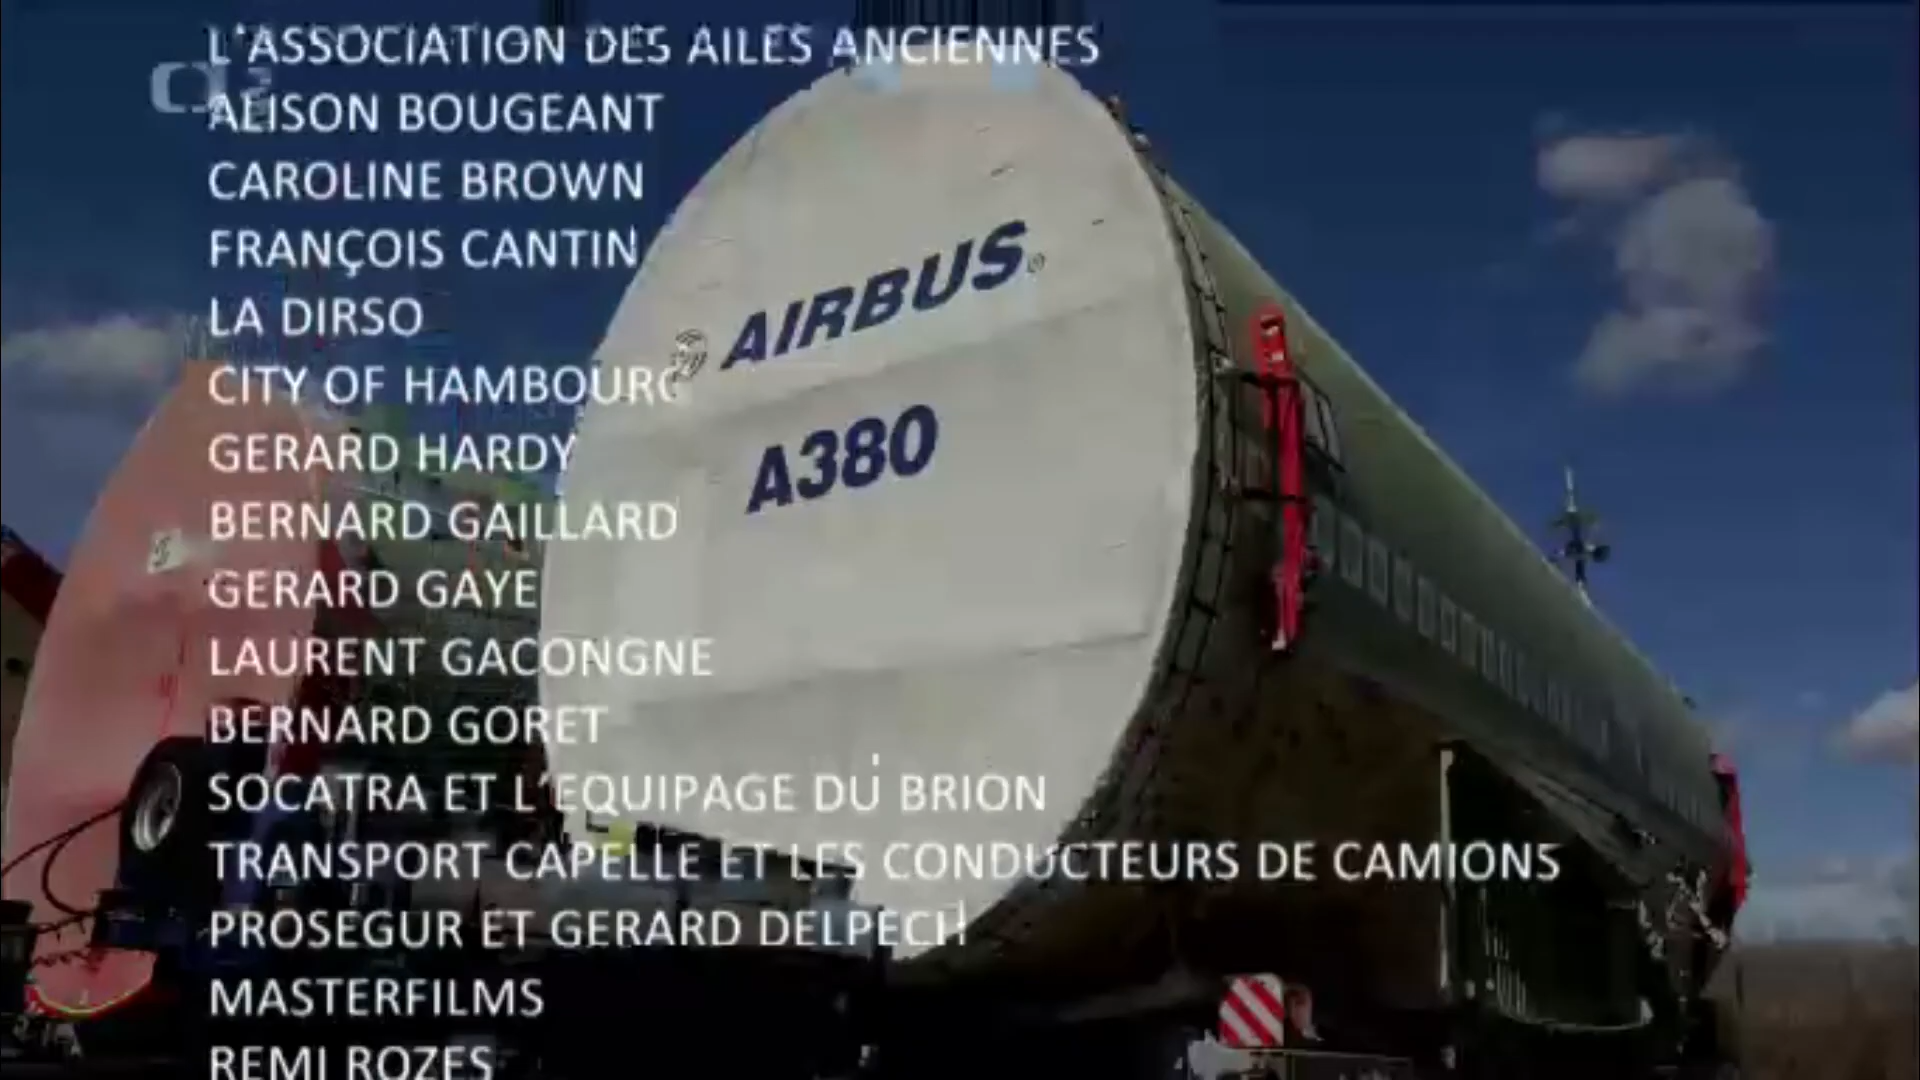 L'ASSOCIATION DES AILES ANCIENNES
ALISON BOUGEANT
CAROLINE BROWN
FRANÇOIS CANTIN
LA DIRSO
CITY OF HAMBOURG
GERARD HARDY
BERNARD GAILLARD
GERARD GAYE
LAURENT GACONGNE
BERNARD GORET
SOCATRA ET L'EQUIPAGE DU BRION
TRANSPORT CAPELLE ET LES CONDUCTEURS DE CAMIONS
PROSEGUR ET GERARD DELPECH
MASTERFILMS
REMI ROZES
AIRBUS
A380